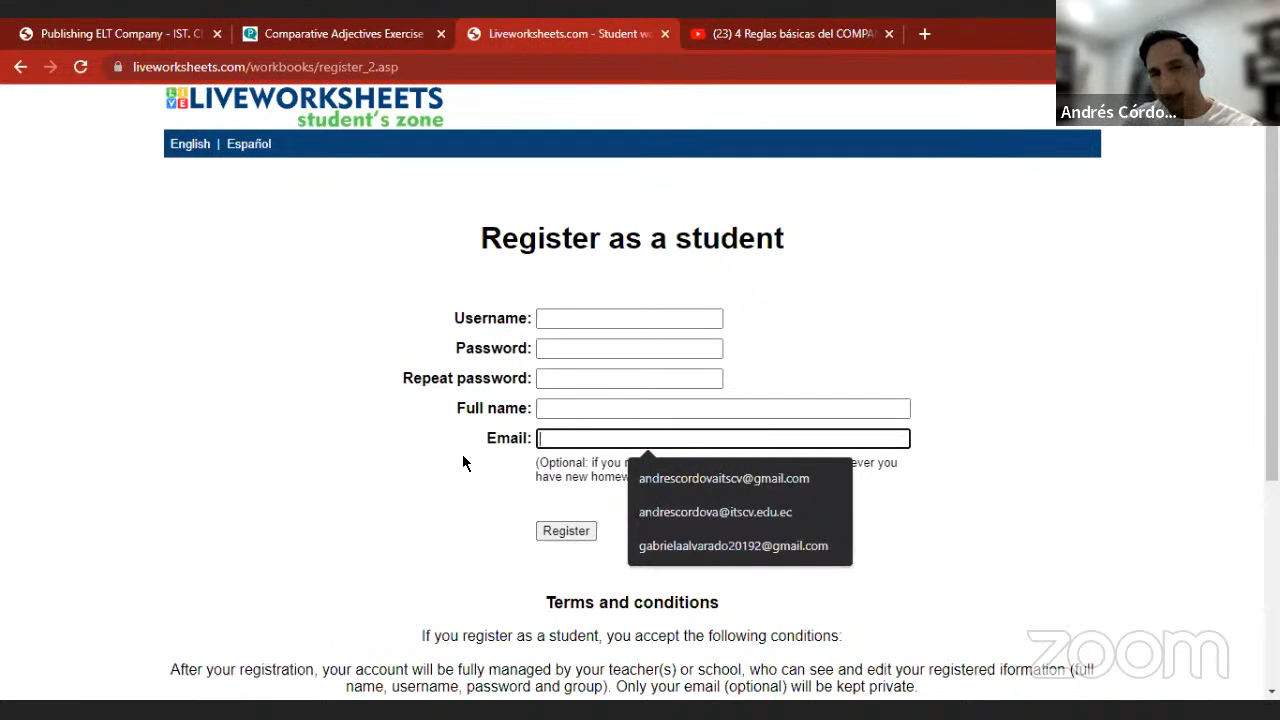 Publishing ELT Company - IST. C
Comparative Adjectives Exercise
Liveworksheets.com - Student wo
(23) 4 Reglas básicas del COMPA
liveworksheets.com/workbooks/register_2.asp
Andrés Córdo...
LIVE LIVEWORKSHEETS
student's zone
English | Español
Register as a student
Username:
Password:
Repeat password:
Full name:
Email:
(Optional: if you ever you
have new homew
andrescordovaitscv@gmail.com
andrescordova@itscv.edu.ec
gabrielaalvarado20192@gmail.com
Register
Terms and conditions
If you register as a student, you accept the following conditions:
After your registration, your account will be fully managed by your teacher(s) or school, who can see and edit your registered iformation (full
name, username, password and group). Only your email (optional) will be kept private.
zoom